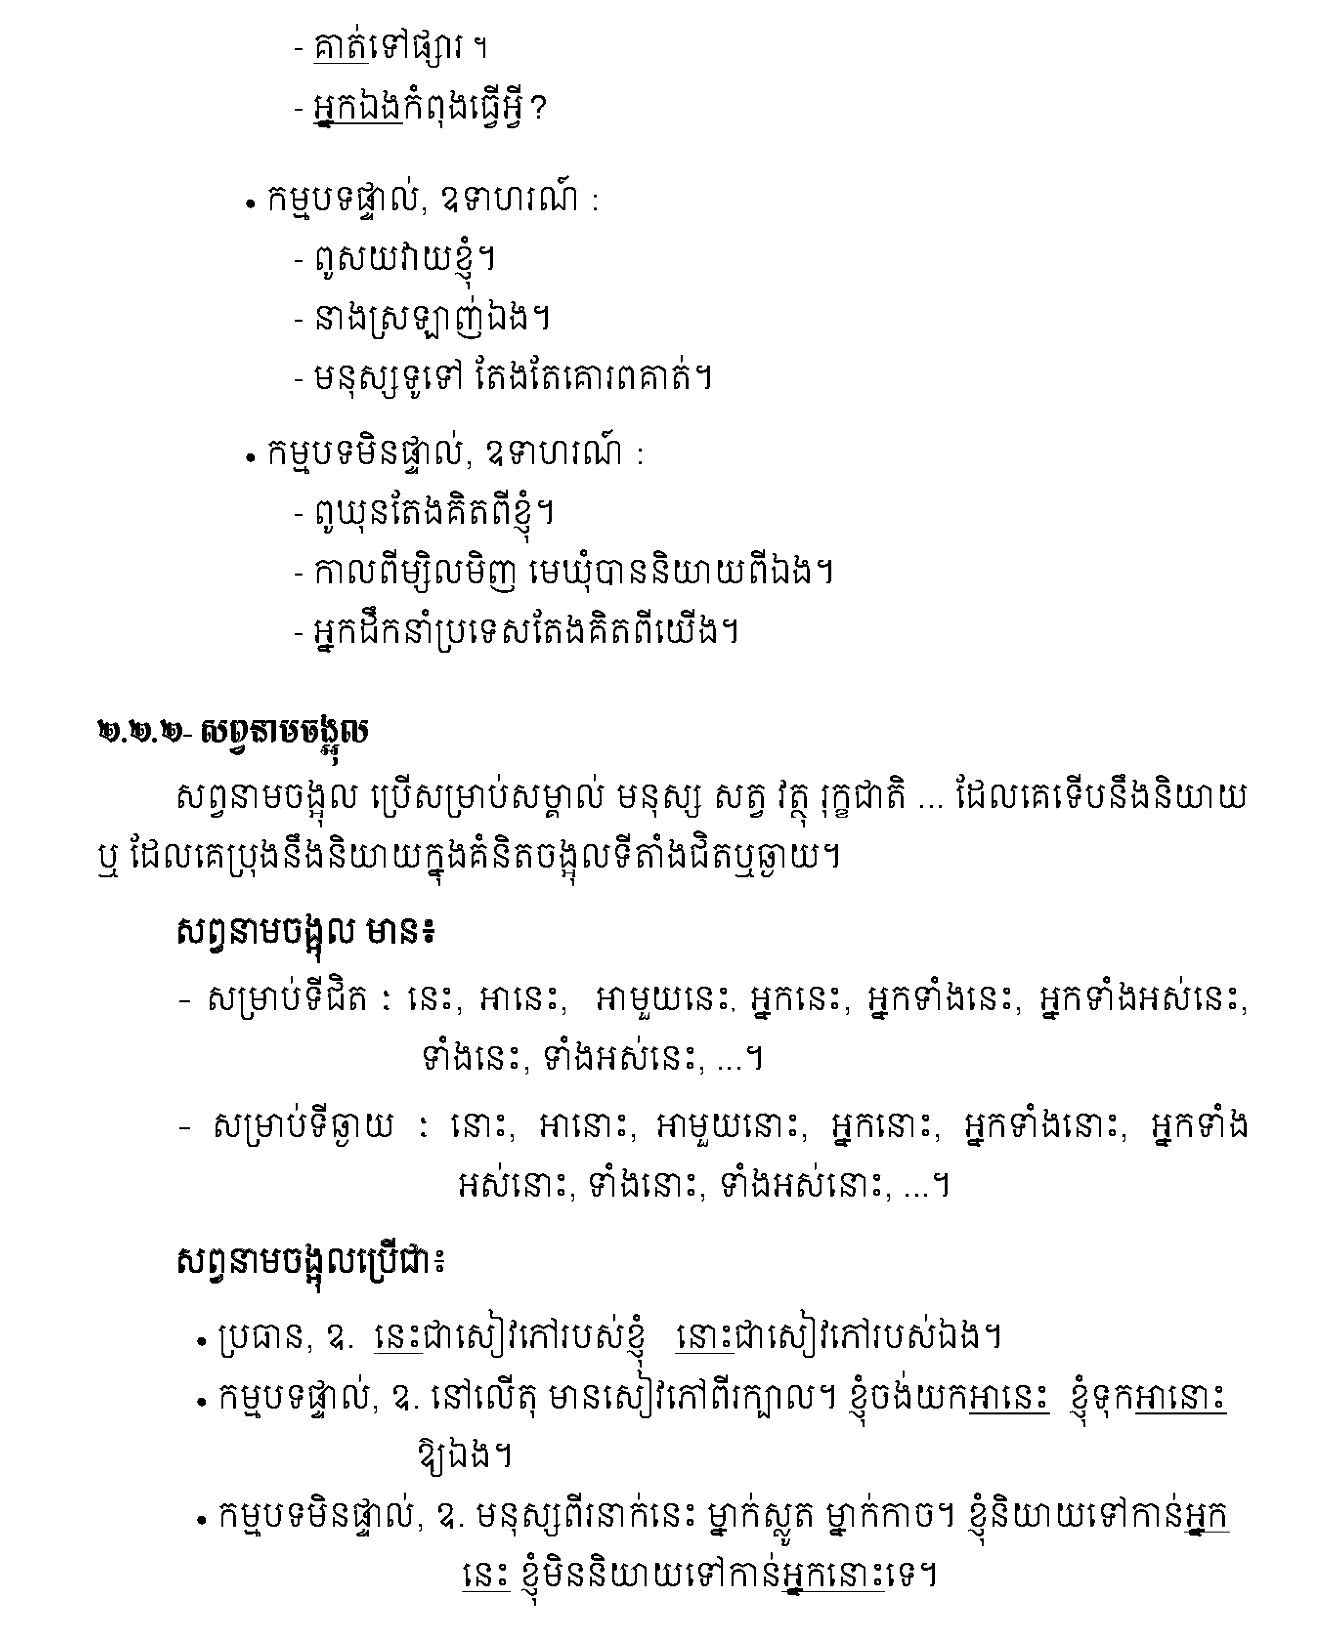 - គាត់ទៅផ្សារ ។
- អ្នកឯងកំពុងធ្វើអ្វី?
• កម្មបទផ្ទាល់, ឧទាហរណ៍ :
- ពូសយវាយខ្ញុំ។
- នាងស្រឡាញ់ឯង។
- មនុស្សទូទៅ តែងតែគោរពគាត់។
• កម្មបទមិនផ្ទាល់, ឧទាហរណ៍ :
- ពូឃុនតែងគិតពីខ្ញុំ។
- កាលពីម្សិលមិញ មេឃុំបាននិយាយពីឯង។
- អ្នកដឹកនាំប្រទេសតែងគិតពីយើង។
២.២.២- សព្វនាមចង្អុល
សព្វនាមចង្អុល ប្រើសម្រាប់សម្គាល់ មនុស្ស សត្វ វត្ថុ រុក្ខជាតិ ... ដែលគេទើបនឹងនិយាយ
ឬ ដែលគេប្រុងនឹងនិយាយក្នុងគំនិតចង្អុលទីតាំងជិតឬឆ្ងាយ។
សព្វនាមចង្អុល មាន៖
- សម្រាប់ទីជិត : នេះ, អានេះ, អាមួយនេះ, អ្នកនេះ, អ្នកទាំងនេះ, អ្នកទាំងអស់នេះ,
ទាំងនេះ, ទាំងអស់នេះ, ...។
- សម្រាប់ទីឆ្ងាយ : នោះ, អានោះ, អាមួយនោះ, អ្នកនោះ, អ្នកទាំងនោះ, អ្នកទាំង
អស់នោះ, ទាំងនោះ, ទាំងអស់នោះ, ...។
សព្វនាមចង្អុលប្រើជា៖
• ប្រធាន, ឧ. នេះជាសៀវភៅរបស់ខ្ញុំ នោះជាសៀវភៅរបស់ឯង។
• កម្មបទផ្ទាល់, ឧ. នៅលើតុ មានសៀវភៅពីរក្បាល។ ខ្ញុំចង់យកអានេះ ខ្ញុំទុកអានោះ
ឱ្យឯង។
• កម្មបទមិនផ្ទាល់, ឧ. មនុស្សពីរនាក់នេះ ម្នាក់ស្លូត ម្នាក់កាច។ ខ្ញុំនិយាយទៅកាន់អ្នក
នេះ ខ្ញុំមិននិយាយទៅកាន់អ្នកនោះទេ។